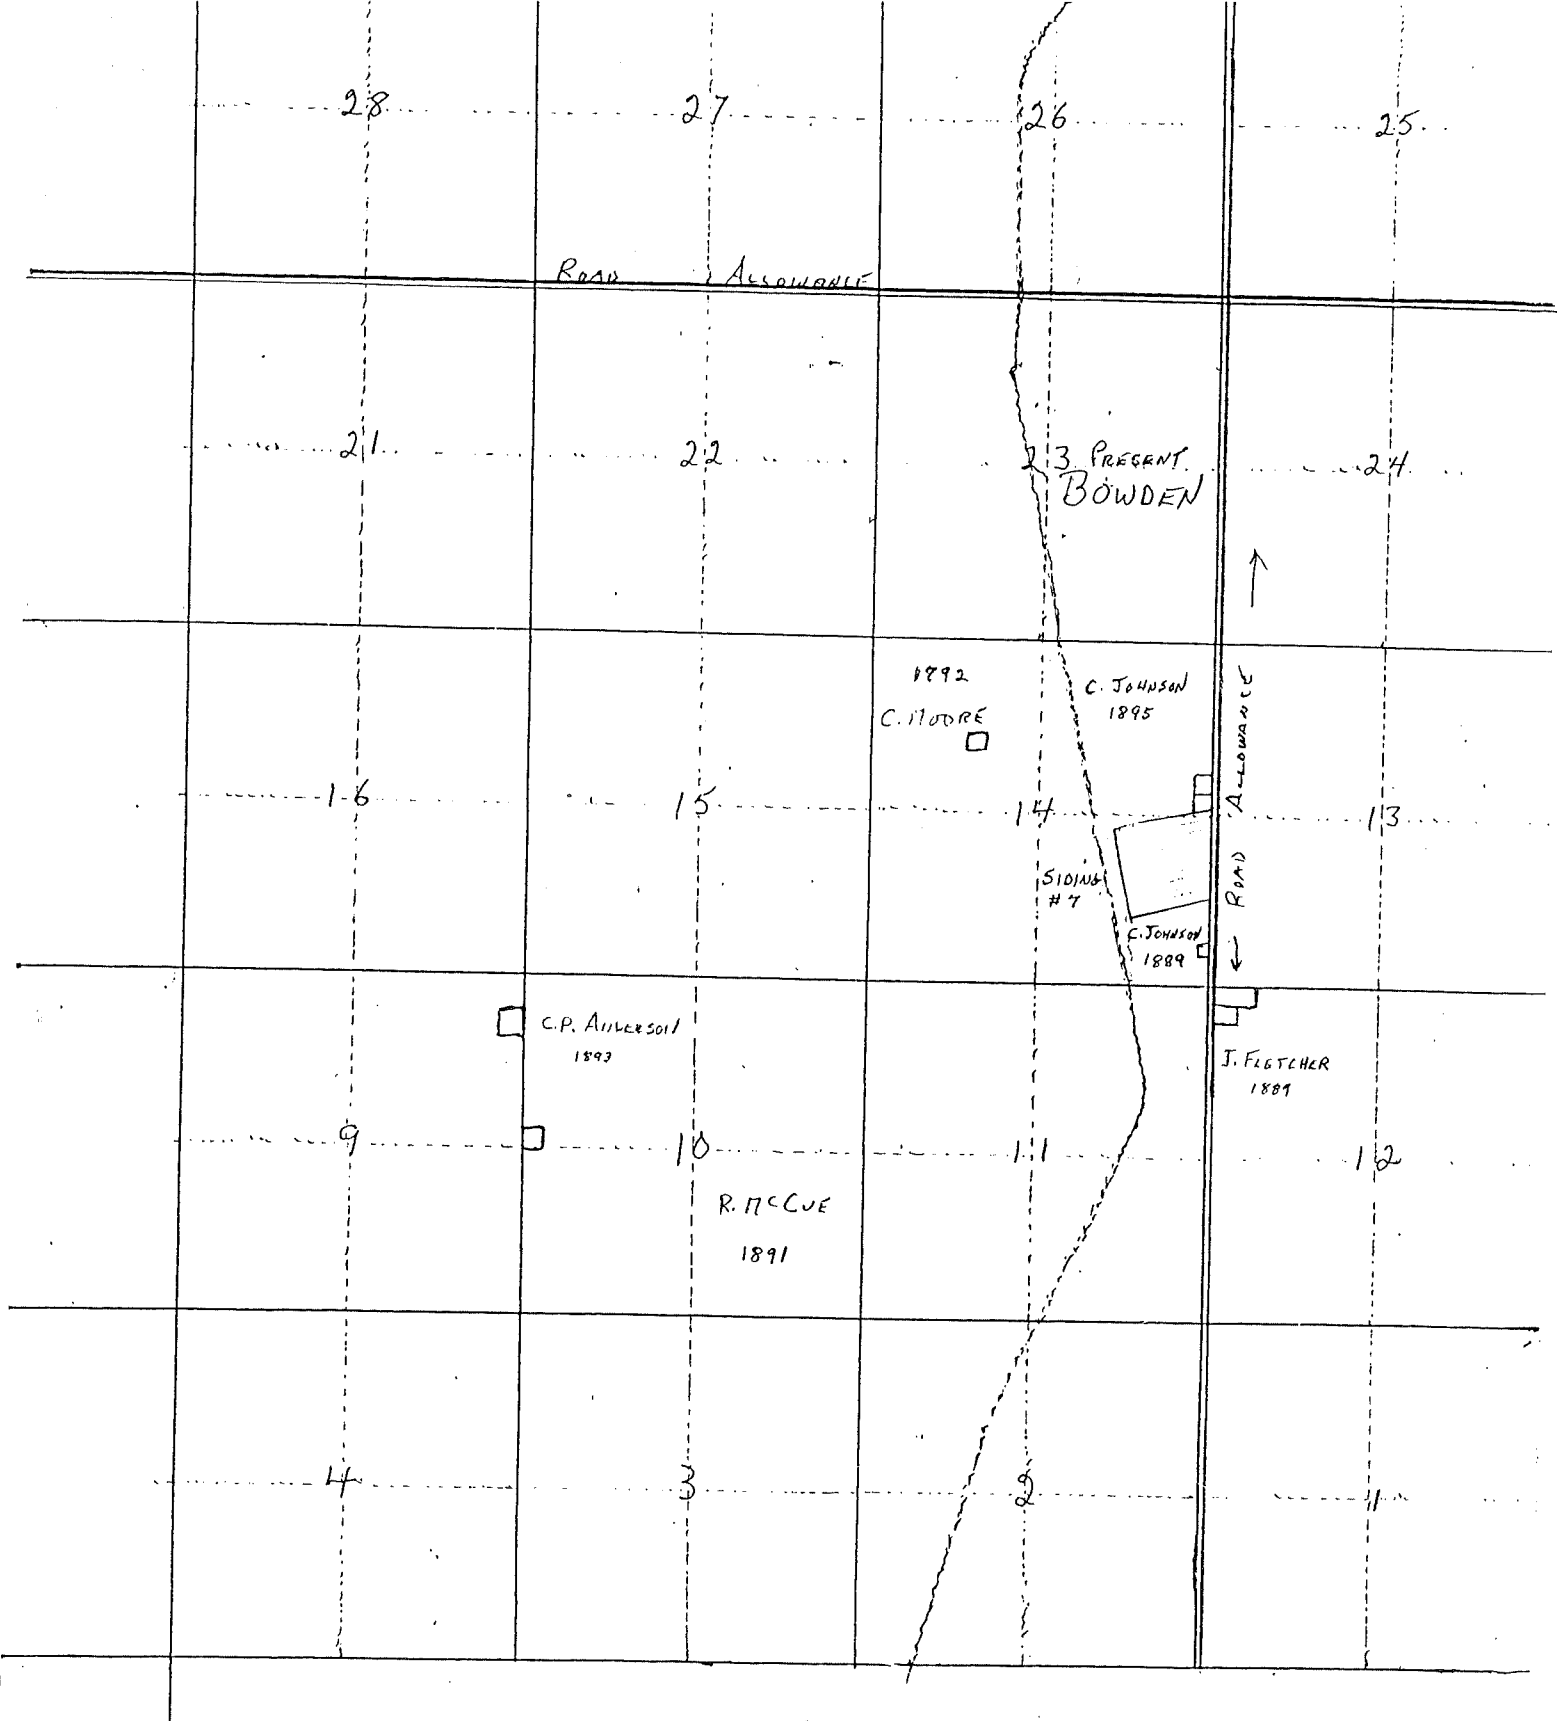 28 27 26 25
ROAD ALLOWANCE
21 22 23 24
PRESENT
BOWDEN
1892
C. MOORE
C. JOHNSON
1895
ROAD ALLOWANCE
16 15 14 13
SIDING
#7
C. JOHNSON
1889
C.P. ANDERSON
1893
J. FLETCHER
1889
9 10 11 12
R. McCUE
1891
4 3 2 1